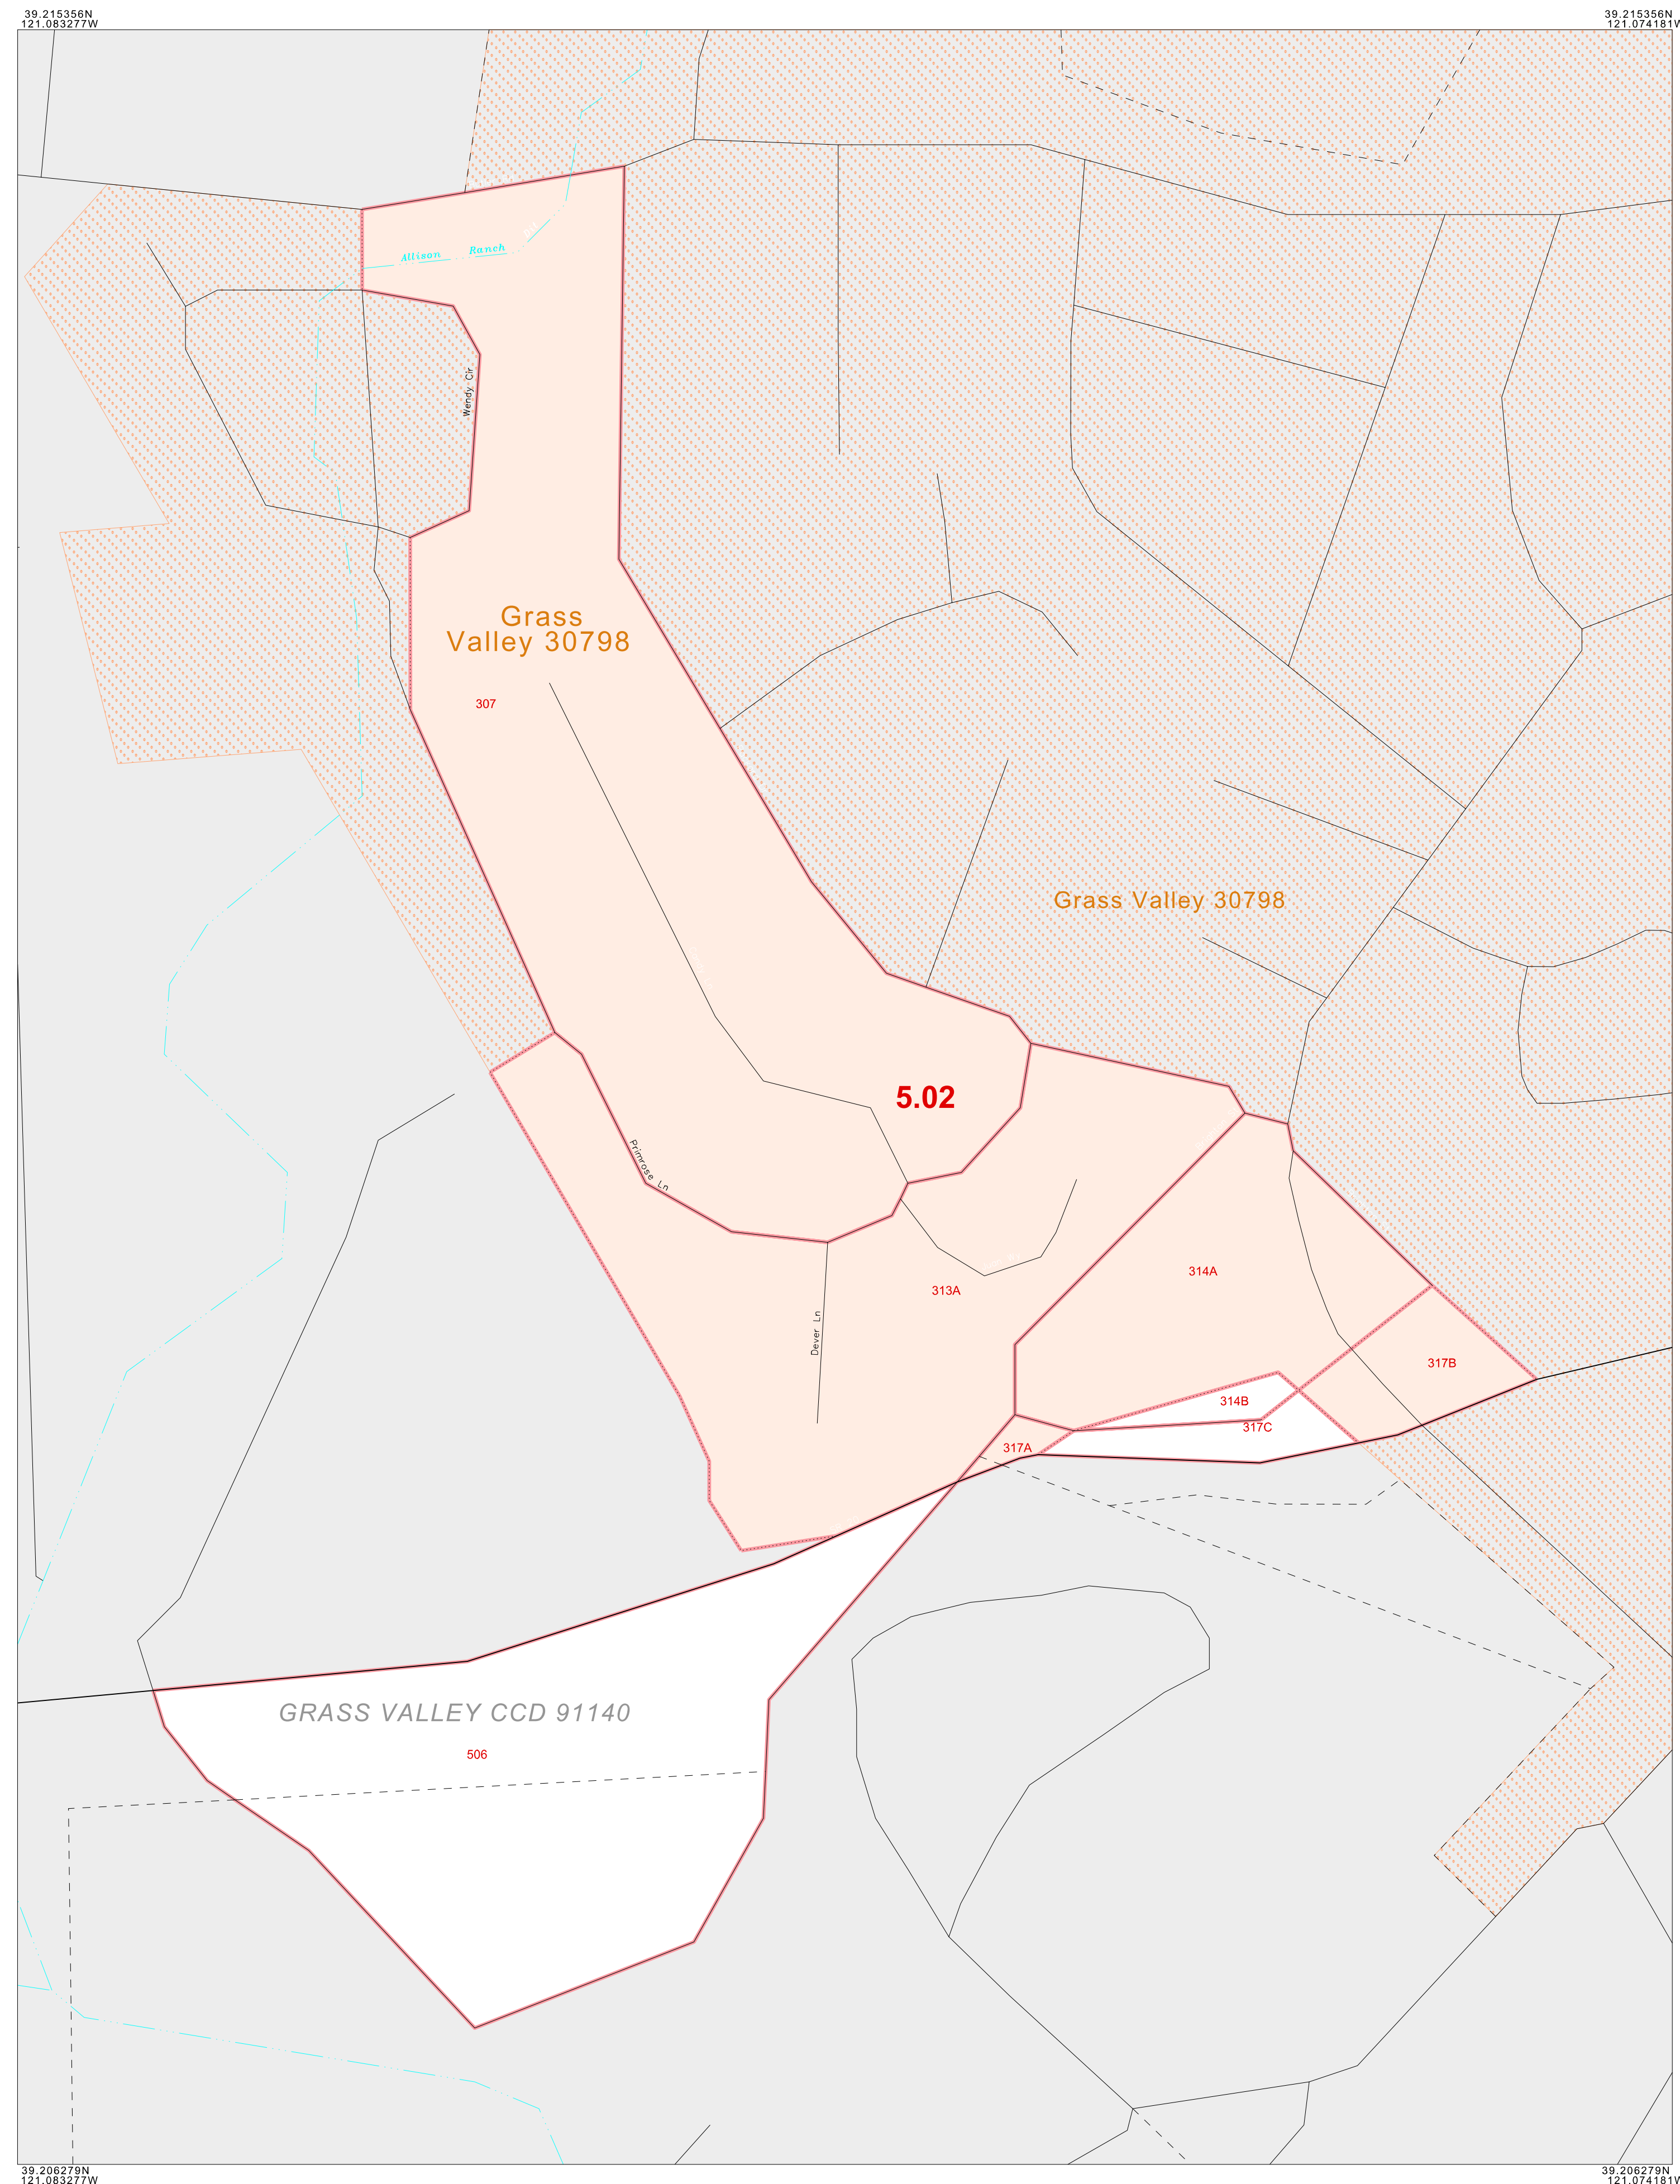 39.215356N
121.083277W
39.215356N
121.074181W
Allison Ranch
Wendy Cir
Grass
Valley 30798
307
Grass Valley 30798
5.02
Primrose Ln
314A
313A
Dever Ln
317B
314B
317C
317A
GRASS VALLEY CCD 91140
506
39.206279N
121.083277W
39.206279N
121.074181W